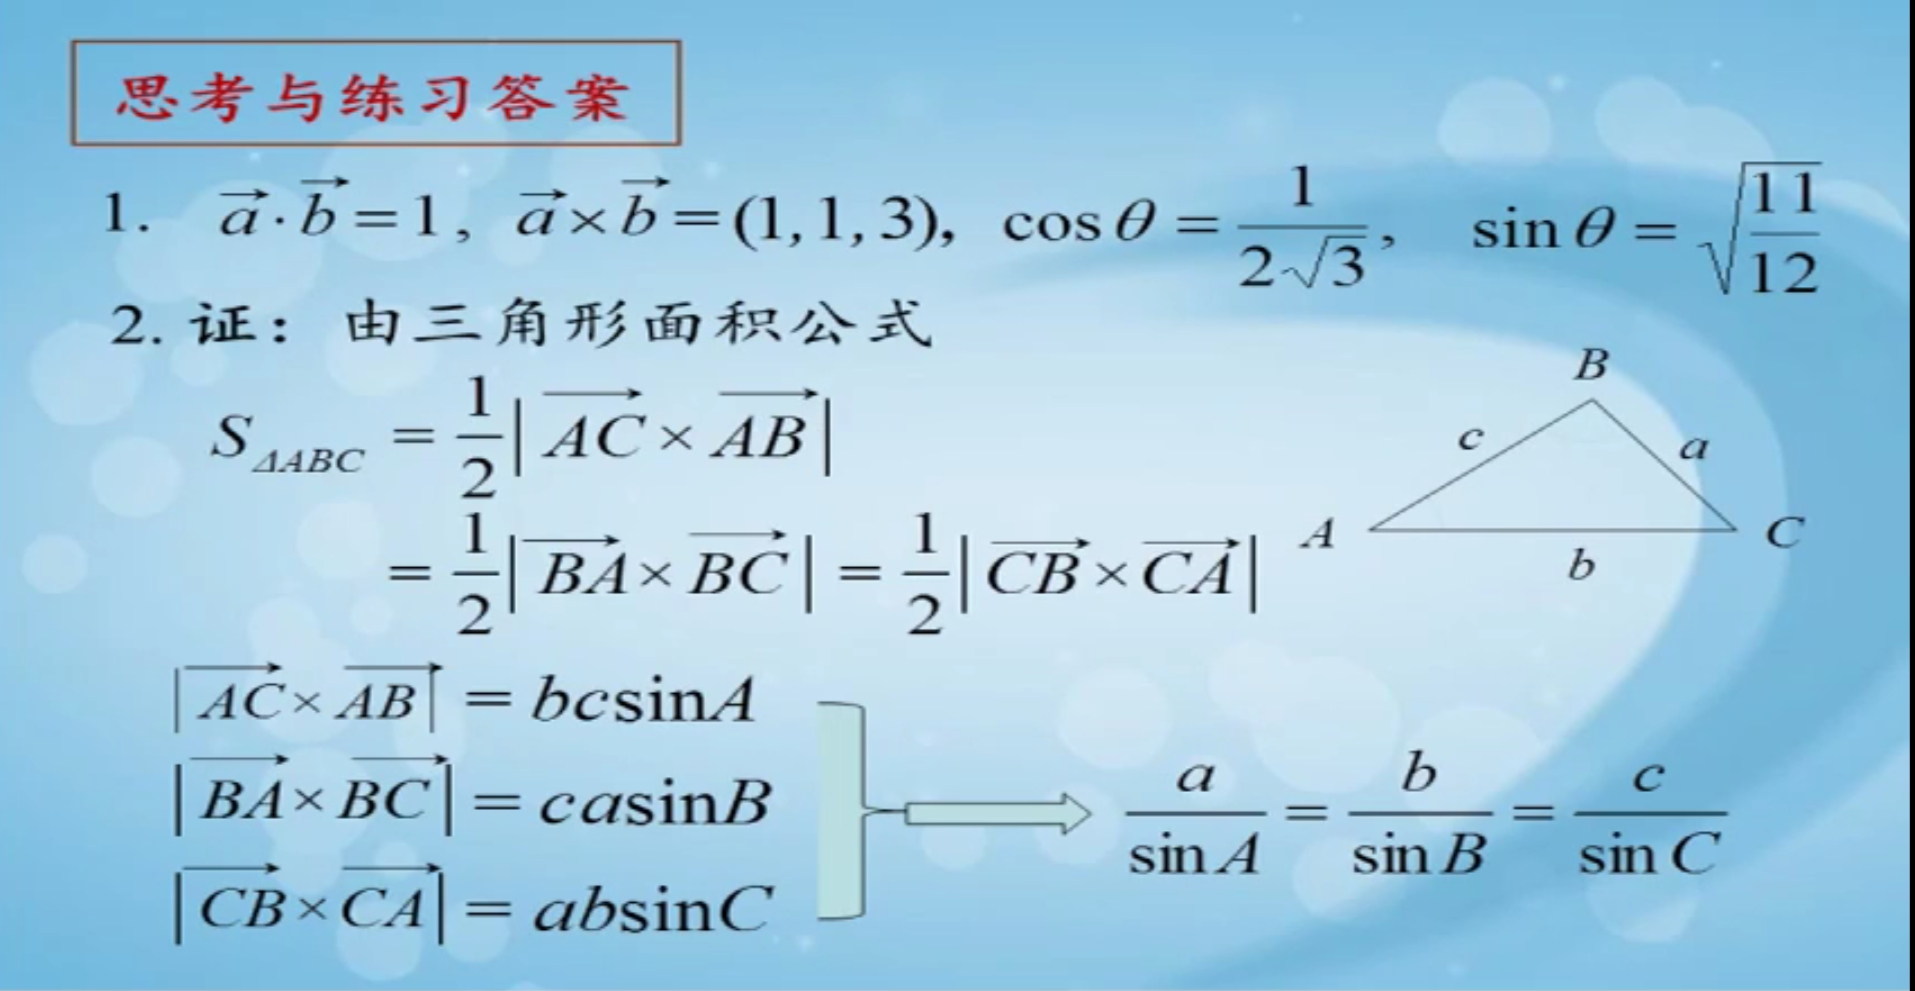 思考与练习答案
1. $\vec{a}\cdot\vec{b}=1$, $\vec{a}\times\vec{b}=(1,1,3)$, $\cos\theta=\frac{1}{2\sqrt{3}}$, $\sin\theta=\sqrt{\frac{11}{12}}$
2. 证: 由三角形面积公式
$S_{\Delta ABC}=\frac{1}{2}|\overrightarrow{AC}\times\overrightarrow{AB}|$
$=\frac{1}{2}|\overrightarrow{BA}\times\overrightarrow{BC}|=\frac{1}{2}|\overrightarrow{CB}\times\overrightarrow{CA}|$
B
c
a
A
C
b
$|\overrightarrow{AC}\times\overrightarrow{AB}|=bc\sin A$
$|\overrightarrow{BA}\times\overrightarrow{BC}|=ca\sin B$
$|\overrightarrow{CB}\times\overrightarrow{CA}|=ab\sin C$
$\frac{a}{\sin A}=\frac{b}{\sin B}=\frac{c}{\sin C}$